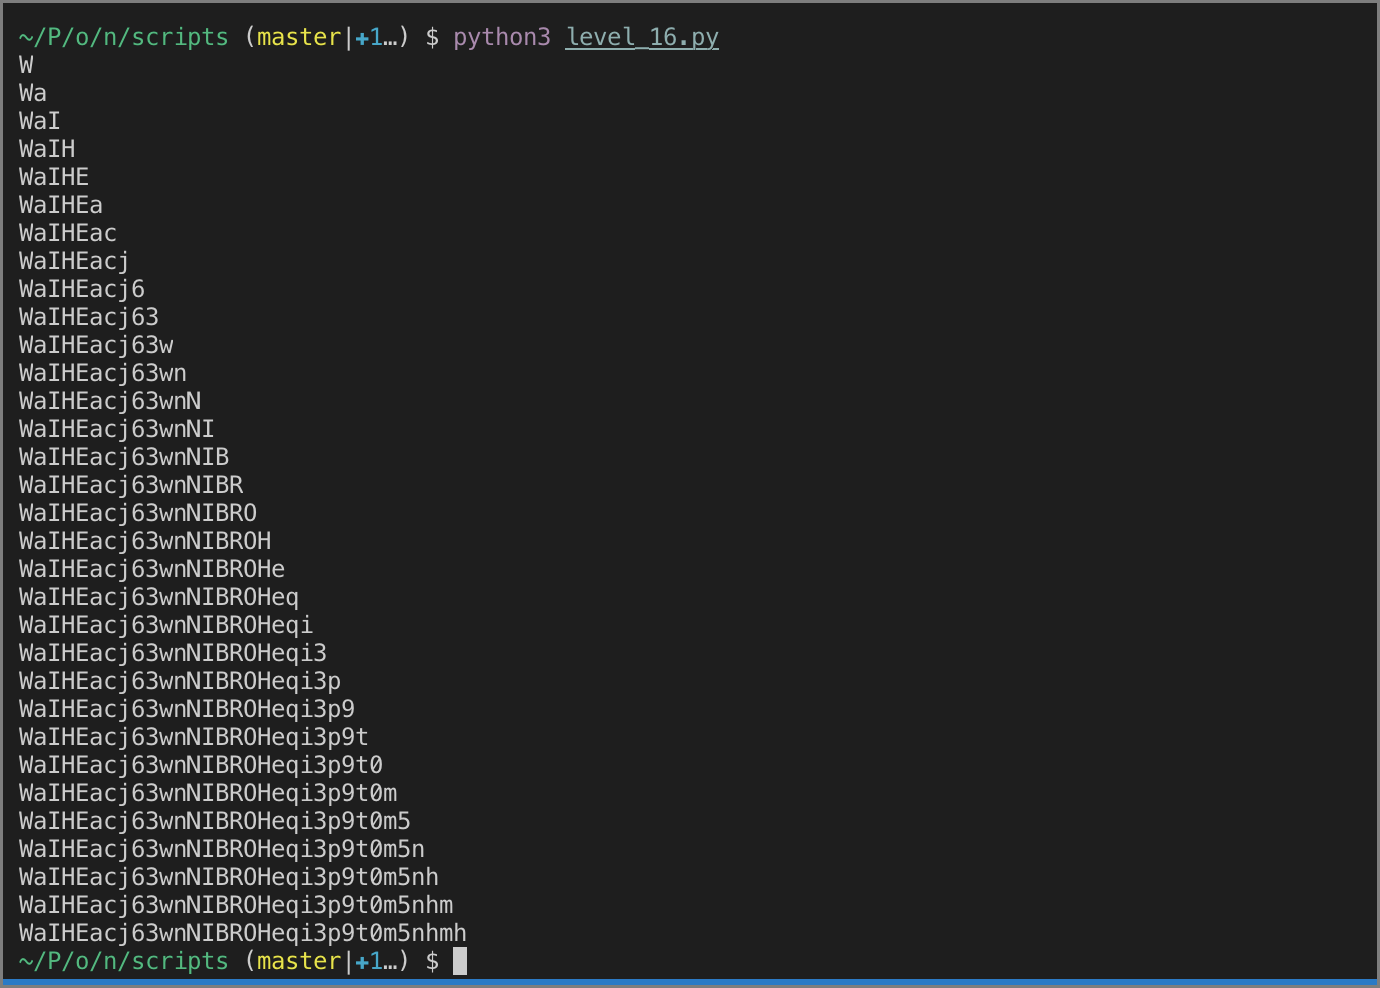 ~/P/o/n/scripts (master|✚1…) $ python3 level_16.py
W
Wa
WaI
WaIH
WaIHE
WaIHEa
WaIHEac
WaIHEacj
WaIHEacj6
WaIHEacj63
WaIHEacj63w
WaIHEacj63wn
WaIHEacj63wnN
WaIHEacj63wnNI
WaIHEacj63wnNIB
WaIHEacj63wnNIBR
WaIHEacj63wnNIBRO
WaIHEacj63wnNIBROH
WaIHEacj63wnNIBROHe
WaIHEacj63wnNIBROHeq
WaIHEacj63wnNIBROHeqi
WaIHEacj63wnNIBROHeqi3
WaIHEacj63wnNIBROHeqi3p
WaIHEacj63wnNIBROHeqi3p9
WaIHEacj63wnNIBROHeqi3p9t
WaIHEacj63wnNIBROHeqi3p9t0
WaIHEacj63wnNIBROHeqi3p9t0m
WaIHEacj63wnNIBROHeqi3p9t0m5
WaIHEacj63wnNIBROHeqi3p9t0m5n
WaIHEacj63wnNIBROHeqi3p9t0m5nh
WaIHEacj63wnNIBROHeqi3p9t0m5nhm
WaIHEacj63wnNIBROHeqi3p9t0m5nhmh
~/P/o/n/scripts (master|✚1…) $